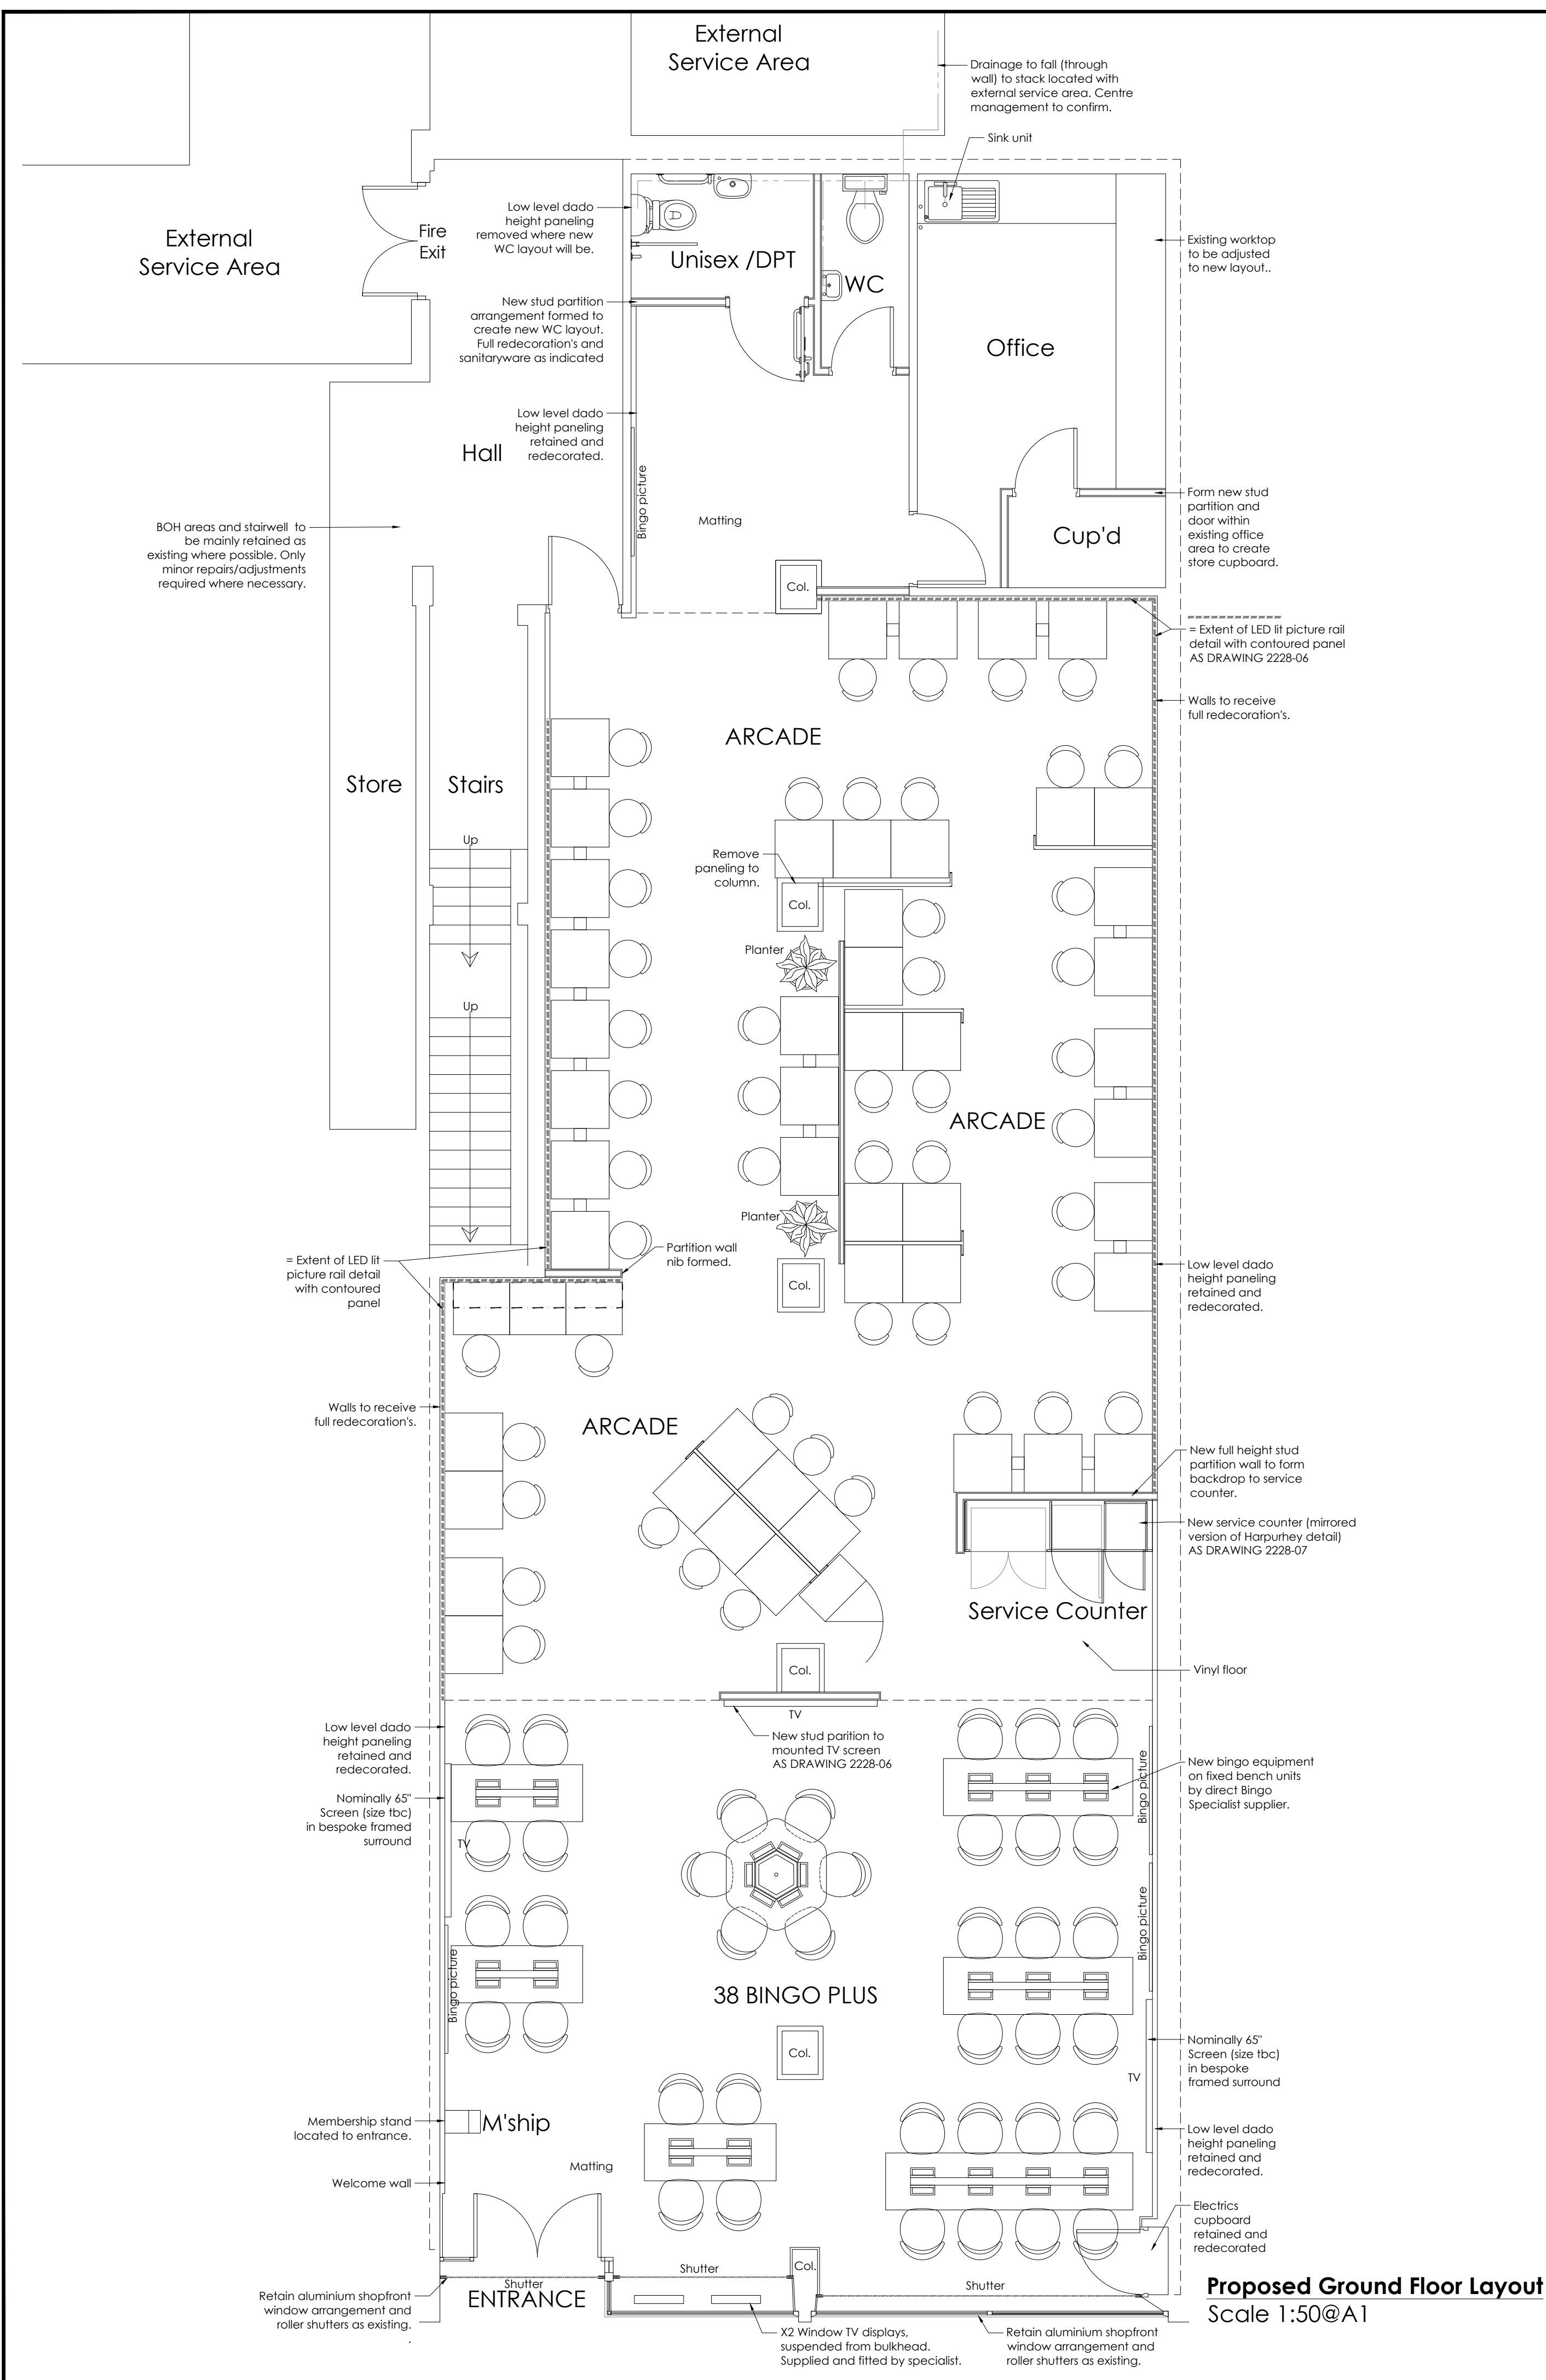 External
Service Area
Drainage to fall (through
wall) to stack located with
external service area. Centre
management to confirm.
Sink unit
External
Service Area
Fire
Exit
Low level dado
height paneling
removed where new
WC layout will be.
Unisex /DPT
WC
Existing worktop
to be adjusted
to new layout..
New stud partition
arrangement formed to
create new WC layout.
Full redecoration's and
sanitaryware as indicated
Office
Low level dado
height paneling
retained and
redecorated.
Hall
Bingo picture
Matting
BOH areas and stairwell to
be mainly retained as
existing where possible. Only
minor repairs/adjustments
required where necessary.
Form new stud
partition and
door within
existing office
area to create
store cupboard.
Cup'd
Col.
= Extent of LED lit picture rail
detail with contoured panel
AS DRAWING 2228-06
Walls to receive
full redecoration's.
ARCADE
Store
Stairs
Up
Remove
paneling to
column.
Col.
Planter
Up
ARCADE
Planter
Partition wall
nib formed.
= Extent of LED lit
picture rail detail
with contoured
panel
Col.
Low level dado
height paneling
retained and
redecorated.
Walls to receive
full redecoration's.
ARCADE
New full height stud
partition wall to form
backdrop to service
counter.
New service counter (mirrored
version of Harpurhey detail)
AS DRAWING 2228-07
Service Counter
Vinyl floor
Col.
TV
New stud parition to
mounted TV screen
AS DRAWING 2228-06
Low level dado
height paneling
retained and
redecorated.
Nominally 65"
Screen (size tbc)
in bespoke framed
surround
TV
Bingo picture
New bingo equipment
on fixed bench units
by direct Bingo
Specialist supplier.
Bingo picture
Bingo picture
38 BINGO PLUS
Col.
Nominally 65"
Screen (size tbc)
in bespoke
framed surround
TV
Membership stand
located to entrance.
M'ship
Low level dado
height paneling
retained and
redecorated.
Matting
Welcome wall
Electrics
cupboard
retained and
redecorated
Shutter
Col.
Shutter
Shutter
ENTRANCE
Retain aluminium shopfront
window arrangement and
roller shutters as existing.
.
X2 Window TV displays,
suspended from bulkhead.
Supplied and fitted by specialist.
Retain aluminium shopfront
window arrangement and
roller shutters as existing.
Proposed Ground Floor Layout
Scale 1:50@A1